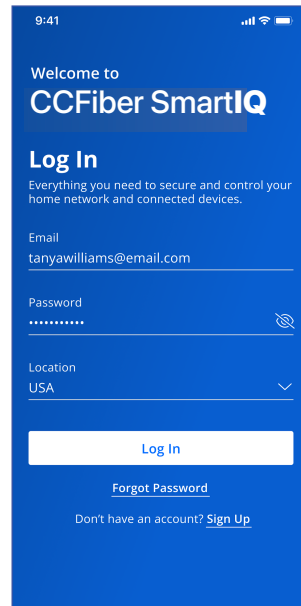 9:41
Welcome to
CCFiber SmartIQ
Log In
Everything you need to secure and control your
home network and connected devices.
Email
tanyawilliams@email.com
Password
•••••••••••
Location
USA
Log In
Forgot Password
Don't have an account? Sign Up